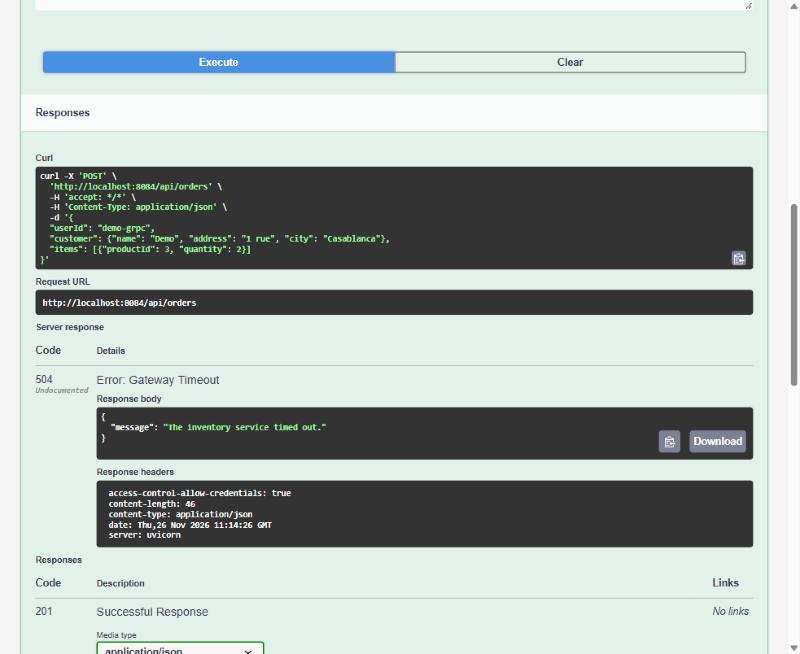 Execute
Clear
Responses
Curl
curl -X 'POST' \
'http://localhost:8084/api/orders' \
-H 'accept: */*' \
-H 'Content-Type: application/json' \
-d '{
"userId": "demo-grpc",
"customer": {"name": "Demo", "address": "1 rue", "city": "Casablanca"},
"items": [{"productId": 3, "quantity": 2}]
}'
Request URL
http://localhost:8084/api/orders
Server response
Code Details
504 Error: Gateway Timeout
Undocumented
Response body
{
"message": "The inventory service timed out."
}
Download
Response headers
access-control-allow-credentials: true
content-length: 46
content-type: application/json
date: Thu,26 Nov 2026 11:14:26 GMT
server: uvicorn
Responses
Code Description Links
201 Successful Response No links
Media type
application/json